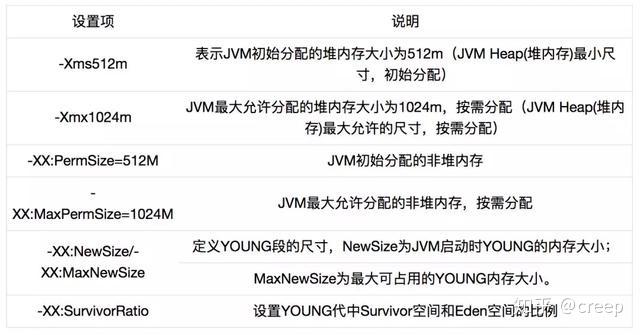 设置项 说明
-Xms512m
表示JVM初始分配的堆内存大小为512m（JVM Heap(堆内存)最小尺
寸，初始分配）
-Xmx1024m
JVM最大允许分配的堆内存大小为1024m，按需分配（JVM Heap(堆内
存)最大允许的尺寸，按需分配）
-XX:PermSize=512M JVM初始分配的非堆内存
-
XX:MaxPermSize=1024M
JVM最大允许分配的非堆内存，按需分配
-XX:NewSize/-
XX:MaxNewSize
定义YOUNG段的尺寸，NewSize为JVM启动时YOUNG的内存大小；
MaxNewSize为最大可占用的YOUNG内存大小。
-XX:SurvivorRatio 设置YOUNG代中Survivor空间和Eden空间的比例
知乎 @creep